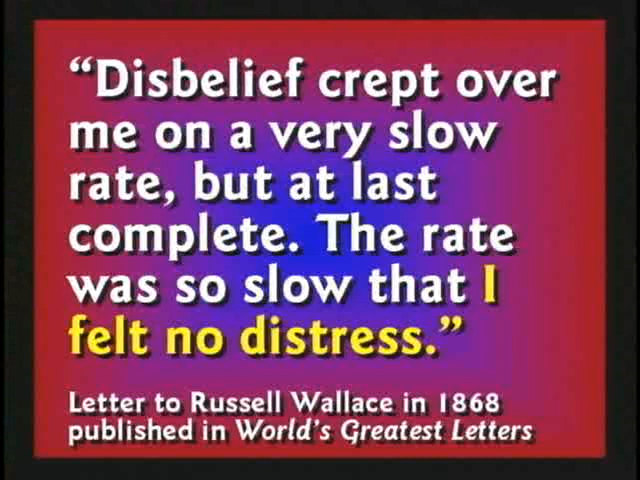 “Disbelief crept over
me on a very slow
rate, but at last
complete. The rate
was so slow that I
felt no distress.”
Letter to Russell Wallace in 1868
published in World's Greatest Letters